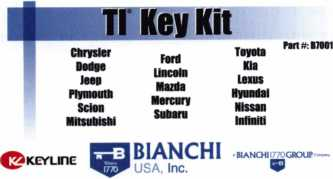 TI® Key Kit
Part #: B7001
Chrysler
Dodge
Jeep
Plymouth
Scion
Mitsubishi
Ford
Lincoln
Mazda
Mercury
Subaru
Toyota
Kia
Lexus
Hyundai
Nissan
Infiniti
KEYLINE
B
1770
BIANCHI
USA, Inc.
A BIANCHI 1770 GROUP Company